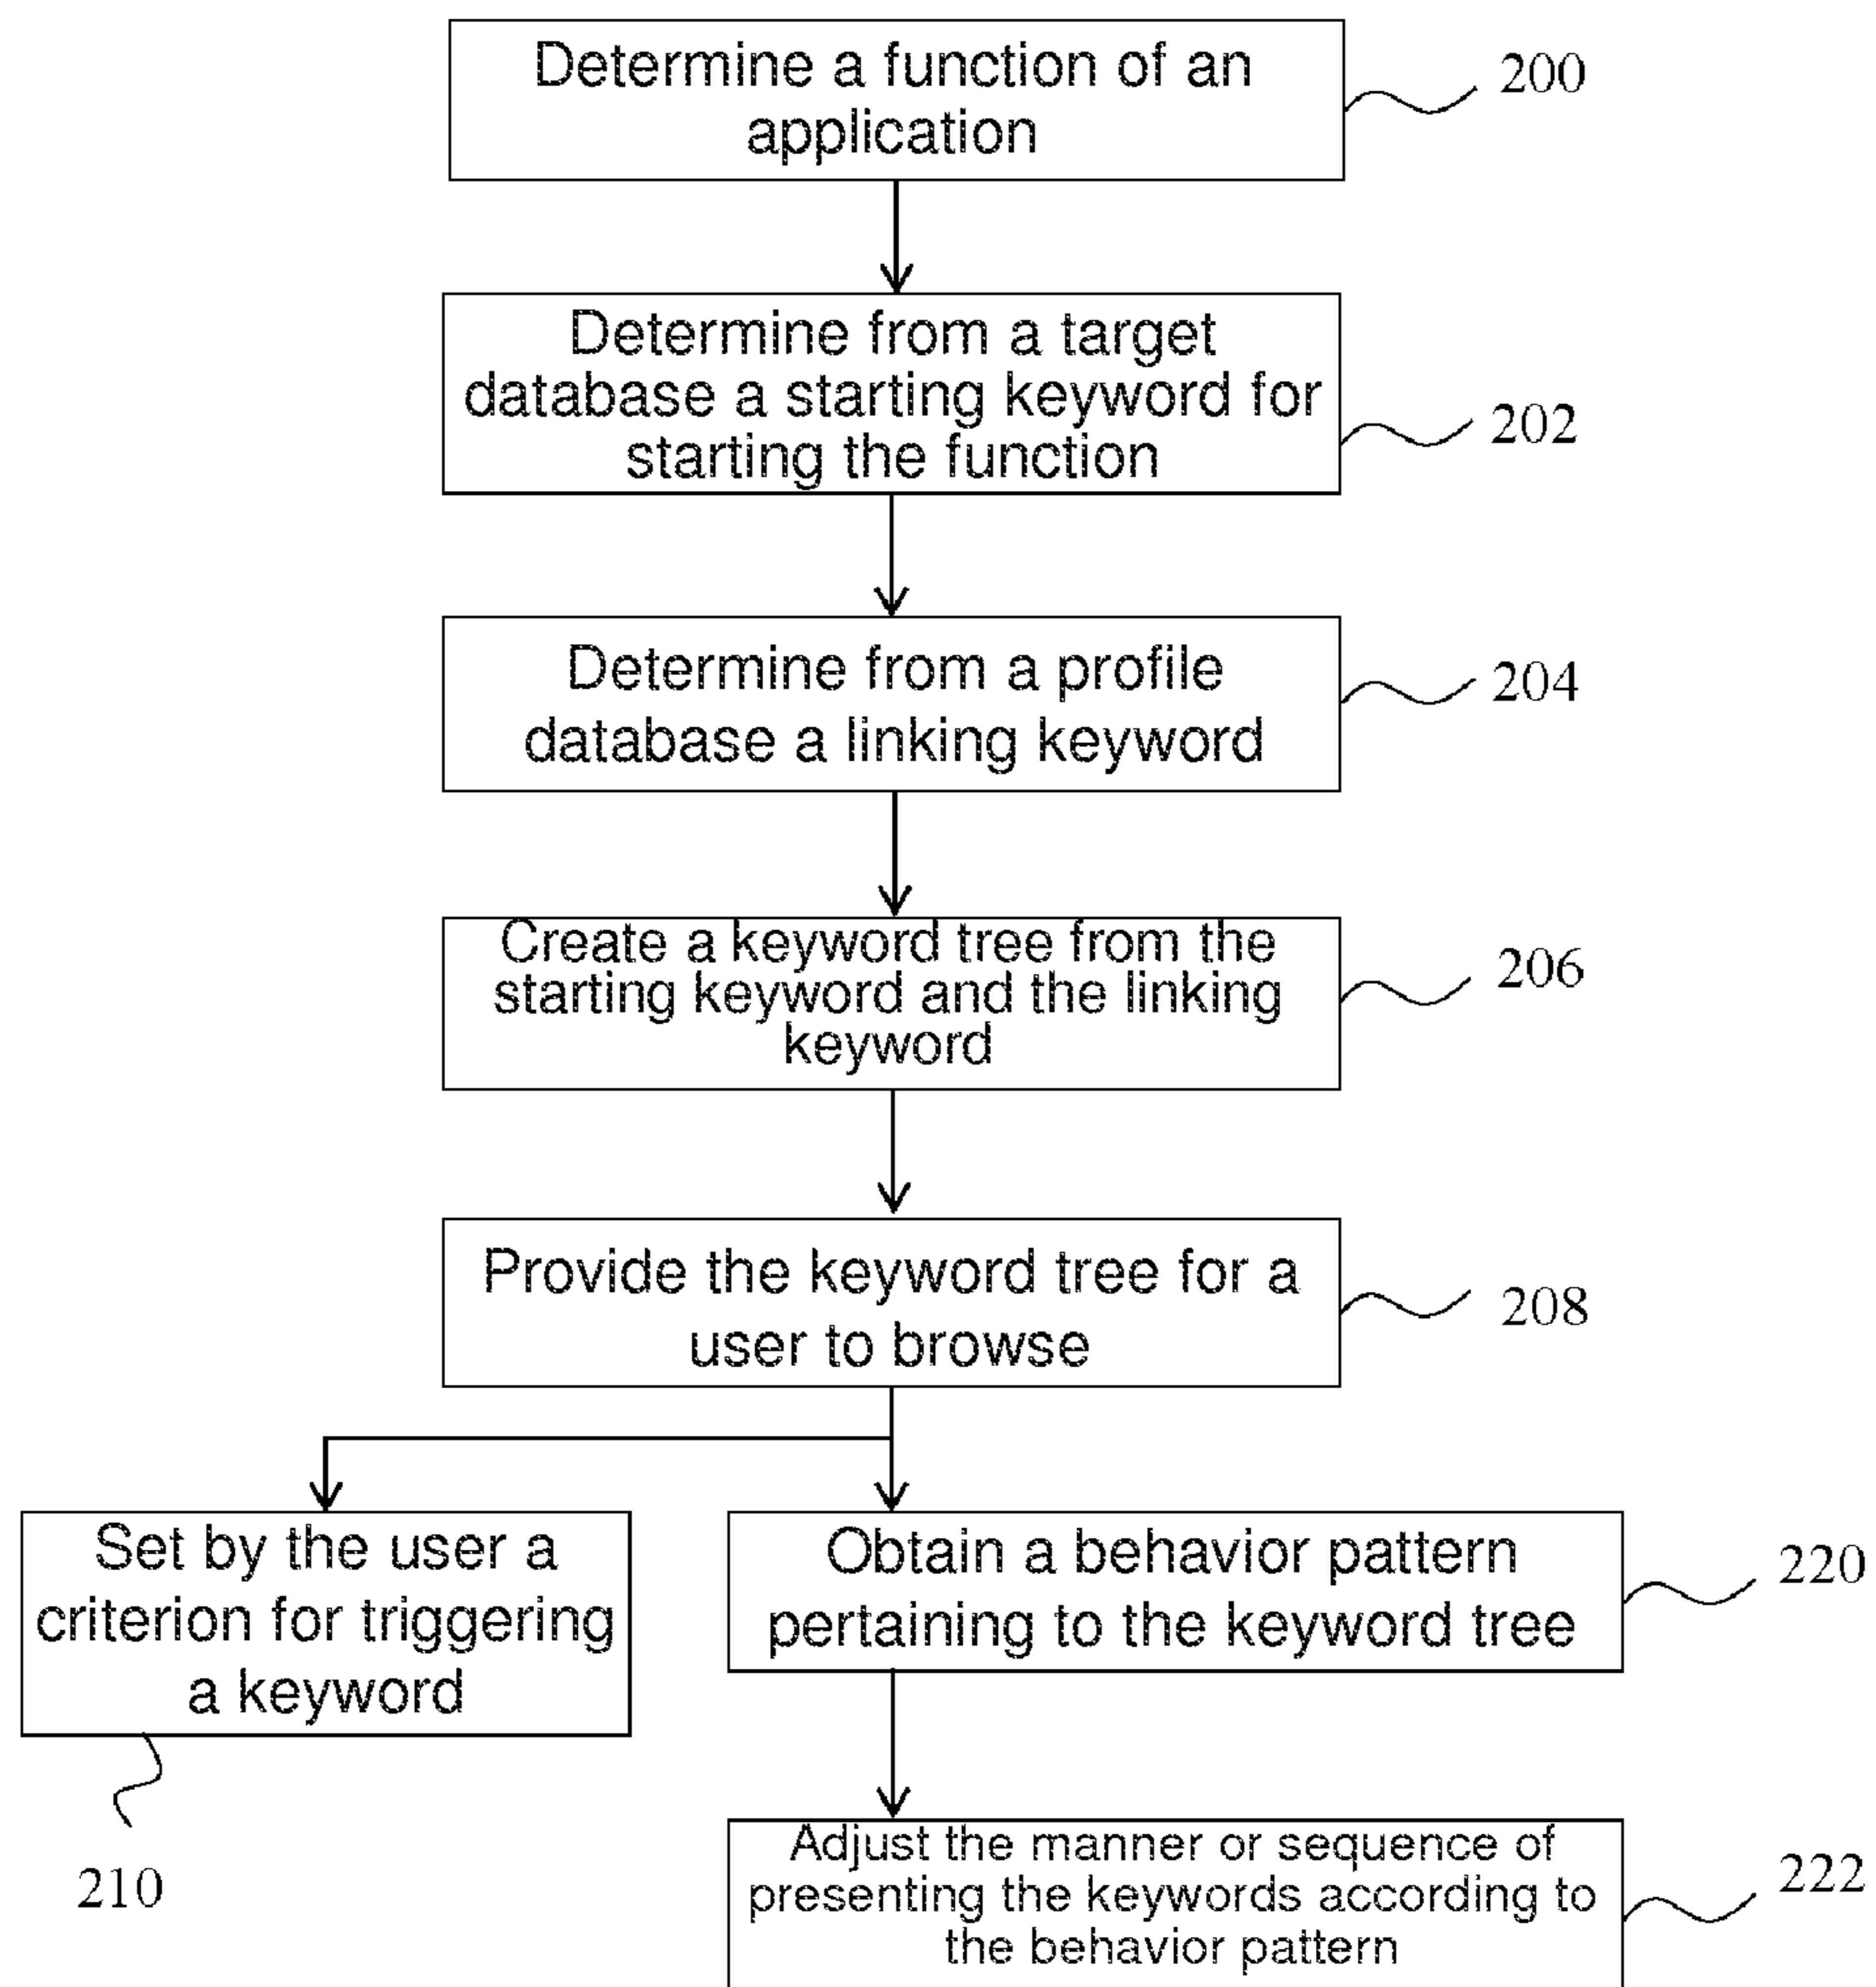 Determine a function of an
application
200
Determine from a target
database a starting keyword for
starting the function
202
Determine from a profile
database a linking keyword
204
Create a keyword tree from the
starting keyword and the linking
keyword
206
Provide the keyword tree for a
user to browse
208
Set by the user a
criterion for triggering
a keyword
210
Obtain a behavior pattern
pertaining to the keyword tree
220
Adjust the manner or sequence of
presenting the keywords according to
the behavior pattern
222